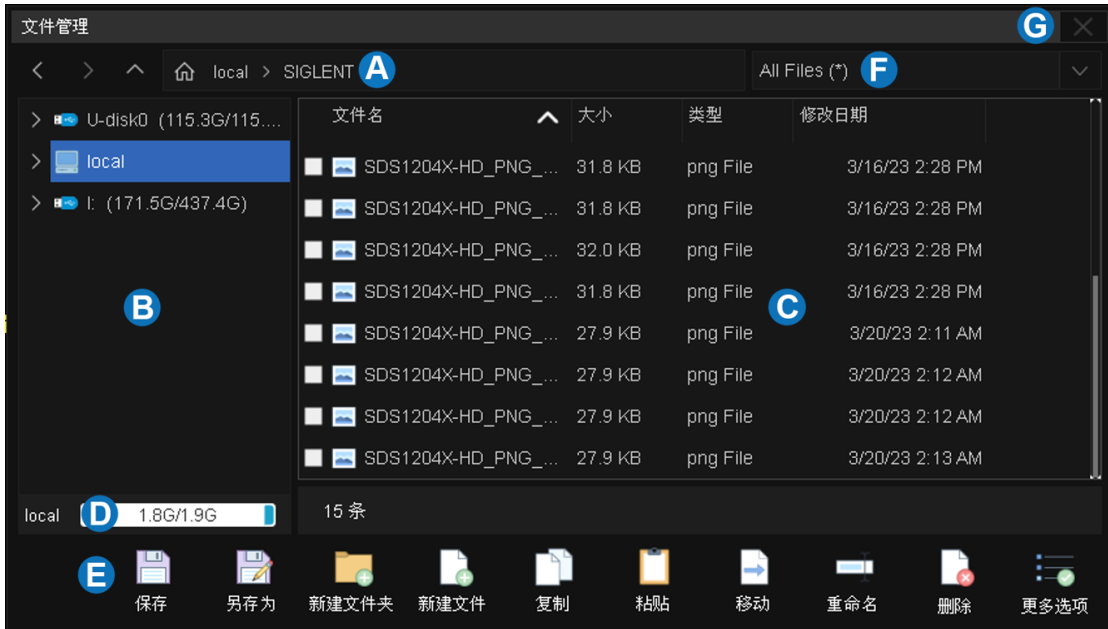 文件管理 G
local > SIGLENT A All Files (*) F
U-disk0 (115.3G/115....
local
I: (171.5G/437.4G)
B
文件名 大小 类型 修改日期
SDS1204X-HD_PNG_... 31.8 KB png File 3/16/23 2:28 PM
SDS1204X-HD_PNG_... 31.8 KB png File 3/16/23 2:28 PM
SDS1204X-HD_PNG_... 32.0 KB png File 3/16/23 2:28 PM
SDS1204X-HD_PNG_... 31.8 KB png File 3/16/23 2:28 PM
C
SDS1204X-HD_PNG_... 27.9 KB png File 3/20/23 2:11 AM
SDS1204X-HD_PNG_... 27.9 KB png File 3/20/23 2:12 AM
SDS1204X-HD_PNG_... 27.9 KB png File 3/20/23 2:12 AM
SDS1204X-HD_PNG_... 27.9 KB png File 3/20/23 2:13 AM
local D 1.8G/1.9G
15 条
E
保存 另存为 新建文件夹 新建文件 复制 粘贴 移动 重命名 删除 更多选项